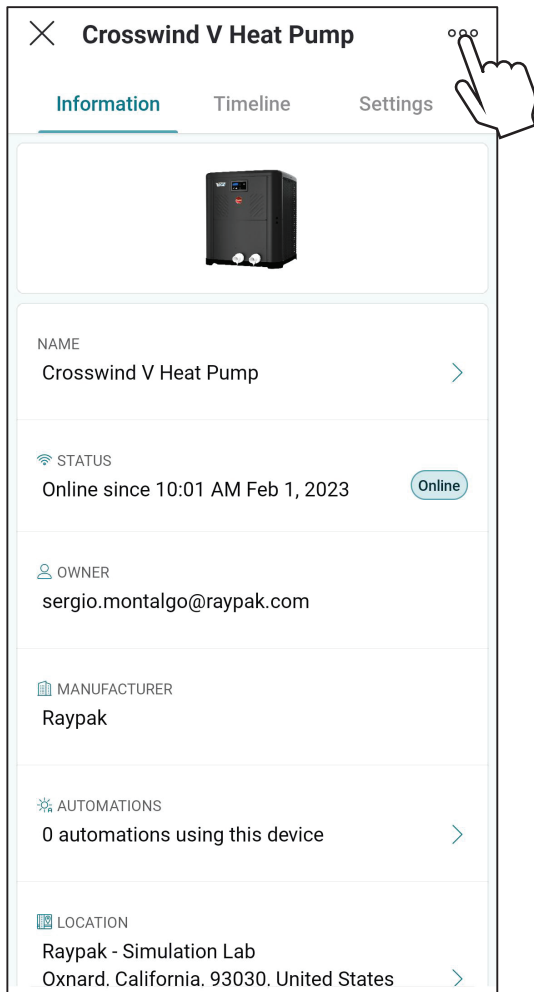 Crosswind V Heat Pump
Information Timeline Settings
NAME
Crosswind V Heat Pump
STATUS
Online since 10:01 AM Feb 1, 2023 Online
OWNER
sergio.montalgo@raypak.com
MANUFACTURER
Raypak
AUTOMATIONS
0 automations using this device
LOCATION
Raypak - Simulation Lab
Oxnard, California, 93030, United States